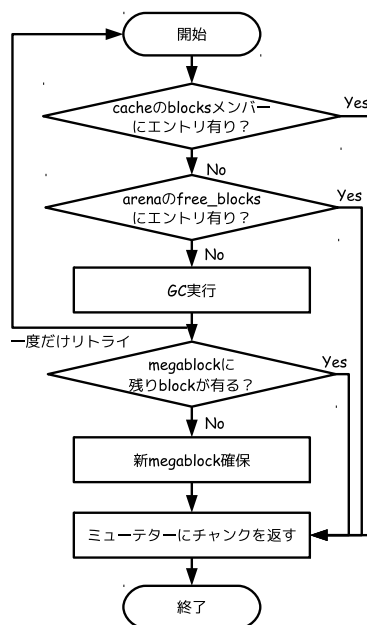 開始
cacheのblocksメンバー
にエントリ有り？
Yes
No
arenaのfree_blocks
にエントリ有り？
Yes
No
GC実行
一度だけリトライ
megablockに
残りblockが有る？
Yes
No
新megablock確保
ミューテターにチャンクを返す
終了